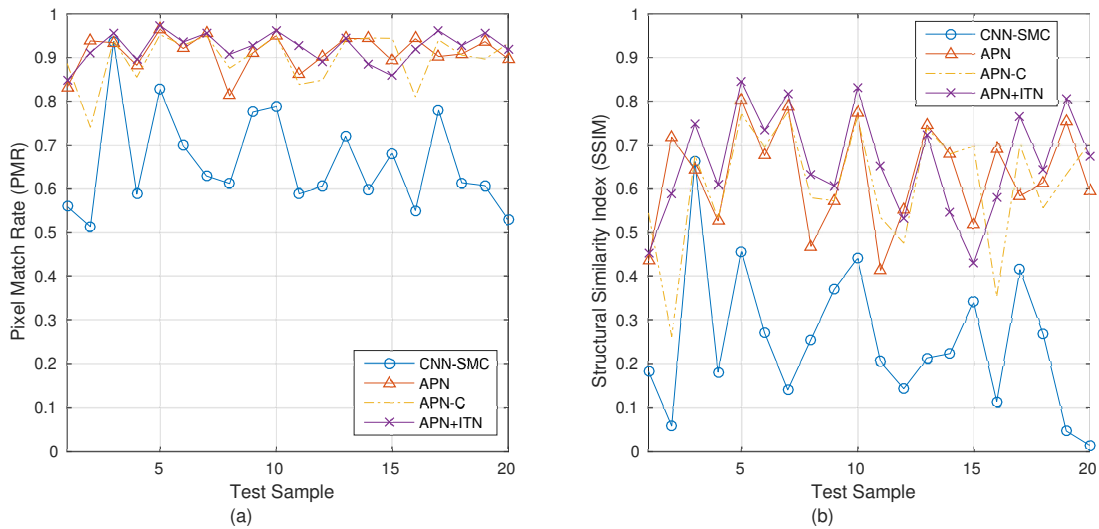 Pixel Match Rate (PMR)
1
0.9
0.8
0.7
0.6
0.5
0.4
0.3
0.2
0.1
0
5
10
15
20
Test Sample
(a)
CNN-SMC
APN
APN-C
APN+ITN
Structural Similarity Index (SSIM)
1
0.9
0.8
0.7
0.6
0.5
0.4
0.3
0.2
0.1
0
5
10
15
20
Test Sample
(b)
CNN-SMC
APN
APN-C
APN+ITN